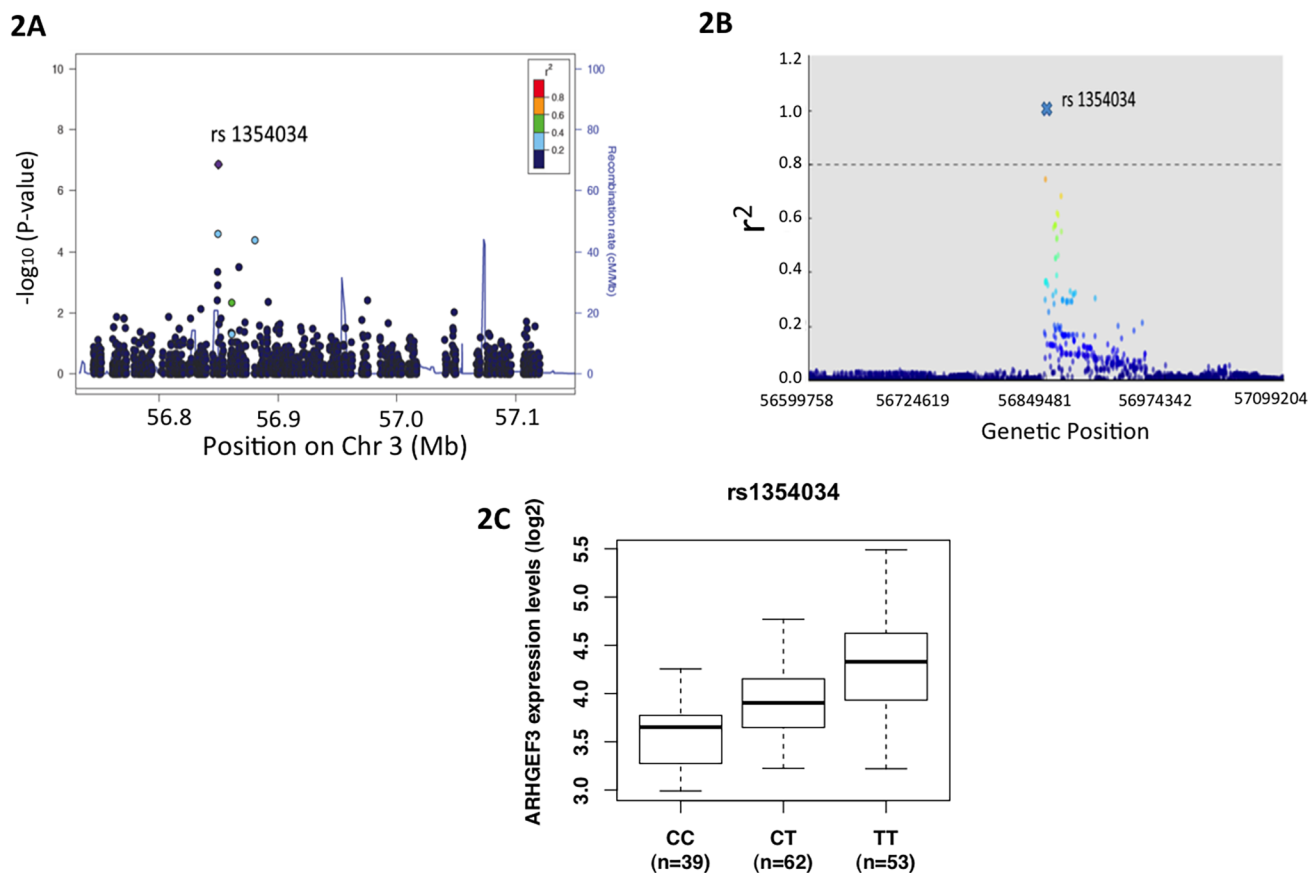 2A
10
8
6
4
2
0
-log10 (P-value)
rs 1354034
r2
0.8
0.6
0.4
0.2
100
80
60
40
20
0
Recombination rate (cM/Mb)
56.8 56.9 57.0 57.1
Position on Chr 3 (Mb)
2B
1.2
1.0
0.8
0.6
0.4
0.2
0.0
r2
rs 1354034
56599758 56724619 56849481 56974342 57099204
Genetic Position
2C
rs1354034
ARHGEF3 expression levels (log2)
5.5
5.0
4.5
4.0
3.5
3.0
CC CT TT
(n=39) (n=62) (n=53)